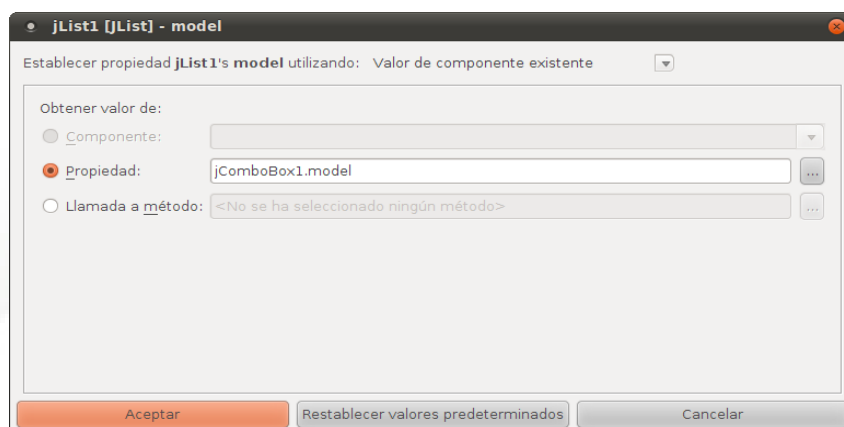 jList1 [JList] - model
Establecer propiedad jList1's model utilizando: Valor de componente existente
Obtener valor de:
Componente:
Propiedad: jComboBox1.model ...
Llamada a método: <No se ha seleccionado ningún método> ...
Aceptar Restablecer valores predeterminados Cancelar